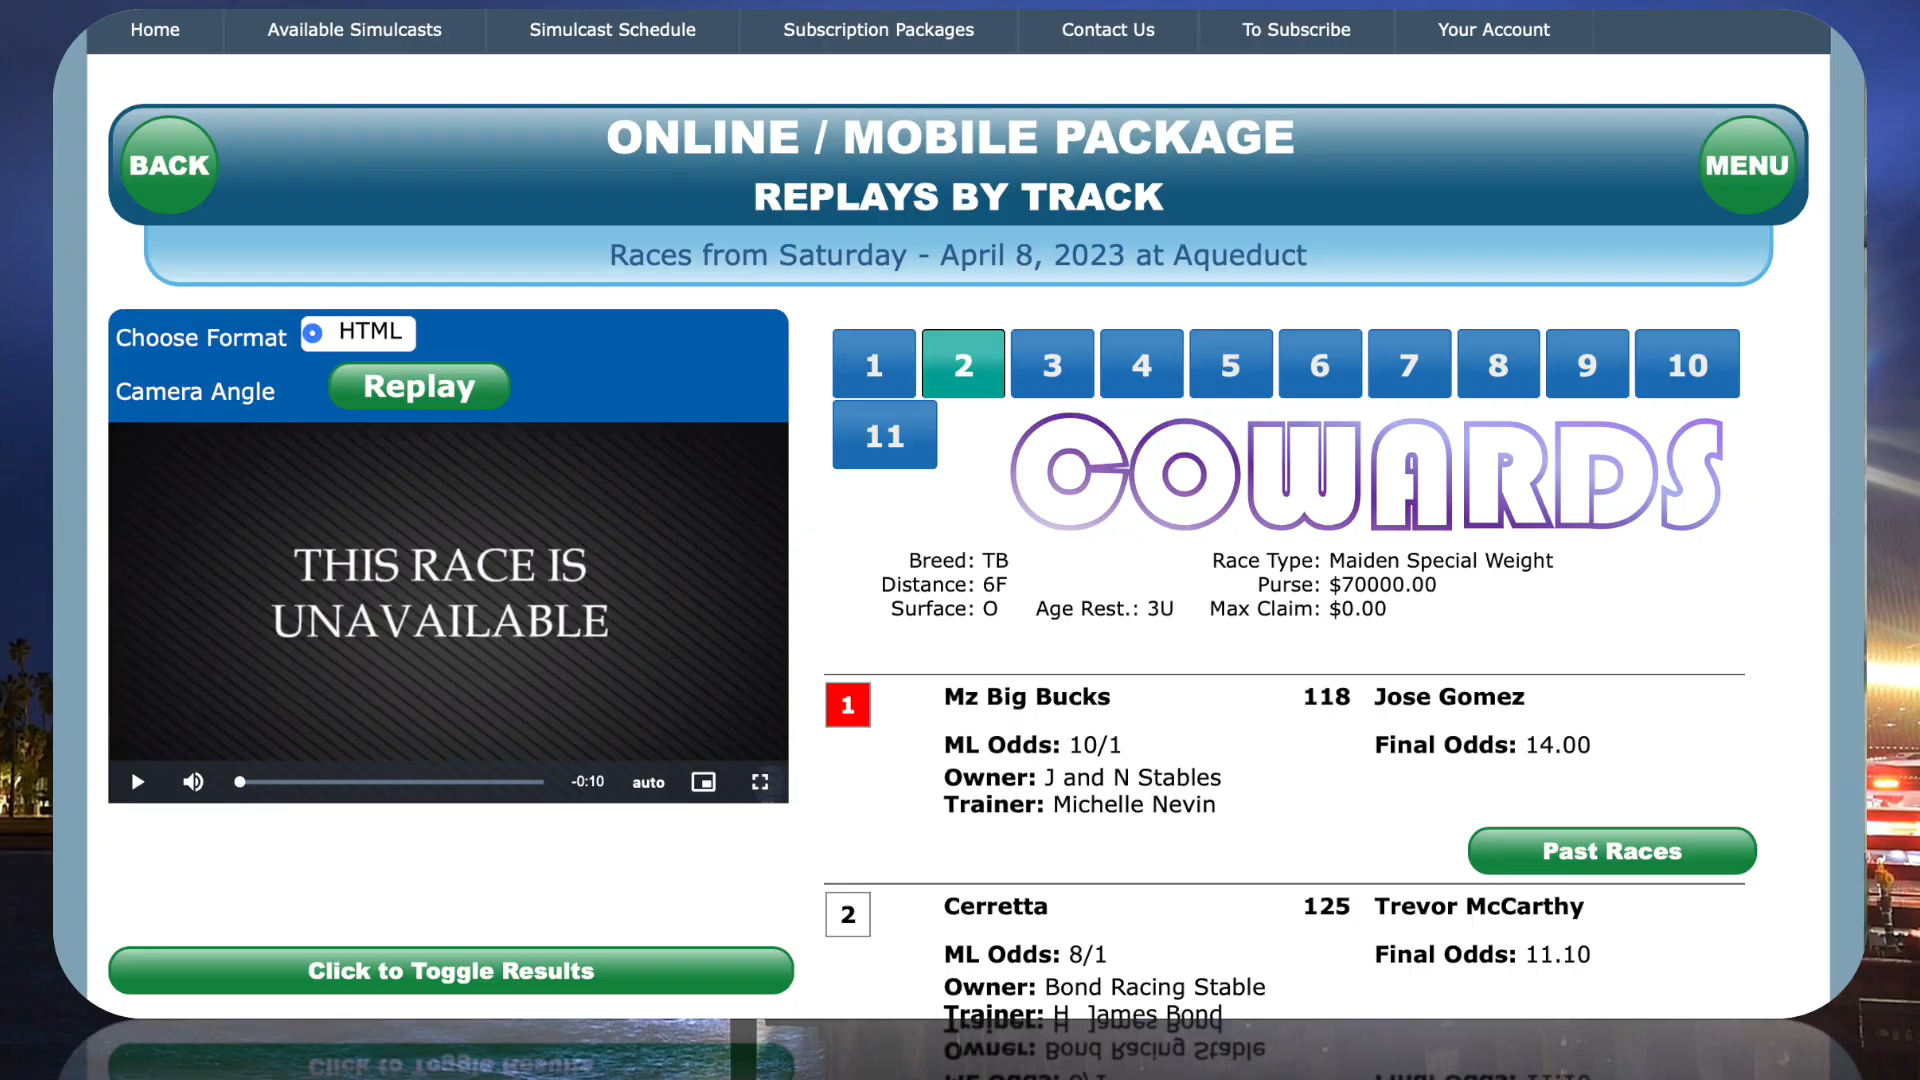 Home
Available Simulcasts
Simulcast Schedule
Subscription Packages
Contact Us
To Subscribe
Your Account
BACK
ONLINE / MOBILE PACKAGE
REPLAYS BY TRACK
MENU
Races from Saturday - April 8, 2023 at Aqueduct
Choose Format HTML
Camera Angle Replay
THIS RACE IS
UNAVAILABLE
-0:10 auto
Click to Toggle Results
1 2 3 4 5 6 7 8 9 10
11
COWARDS
Breed: TB Race Type: Maiden Special Weight
Distance: 6F Purse: $70000.00
Surface: O Age Rest.: 3U Max Claim: $0.00
1 Mz Big Bucks 118 Jose Gomez
ML Odds: 10/1 Final Odds: 14.00
Owner: J and N Stables
Trainer: Michelle Nevin
Past Races
2 Cerretta 125 Trevor McCarthy
ML Odds: 8/1 Final Odds: 11.10
Owner: Bond Racing Stable
Trainer: H James Bond